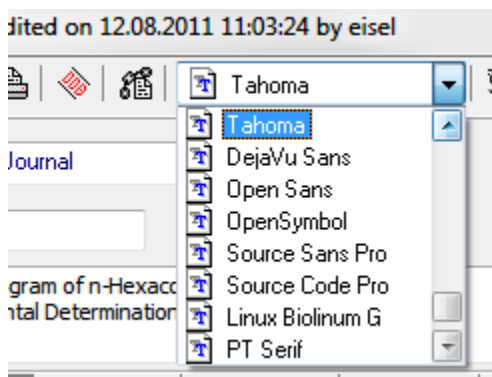 dited on 12.08.2011 11:03:24 by eisel
Tahoma
Tahoma
DejaVu Sans
Journal
Open Sans
OpenSymbol
Source Sans Pro
gram of n-Hexaco
Source Code Pro
ntal Determination
Linux Biolinum G
PT Serif